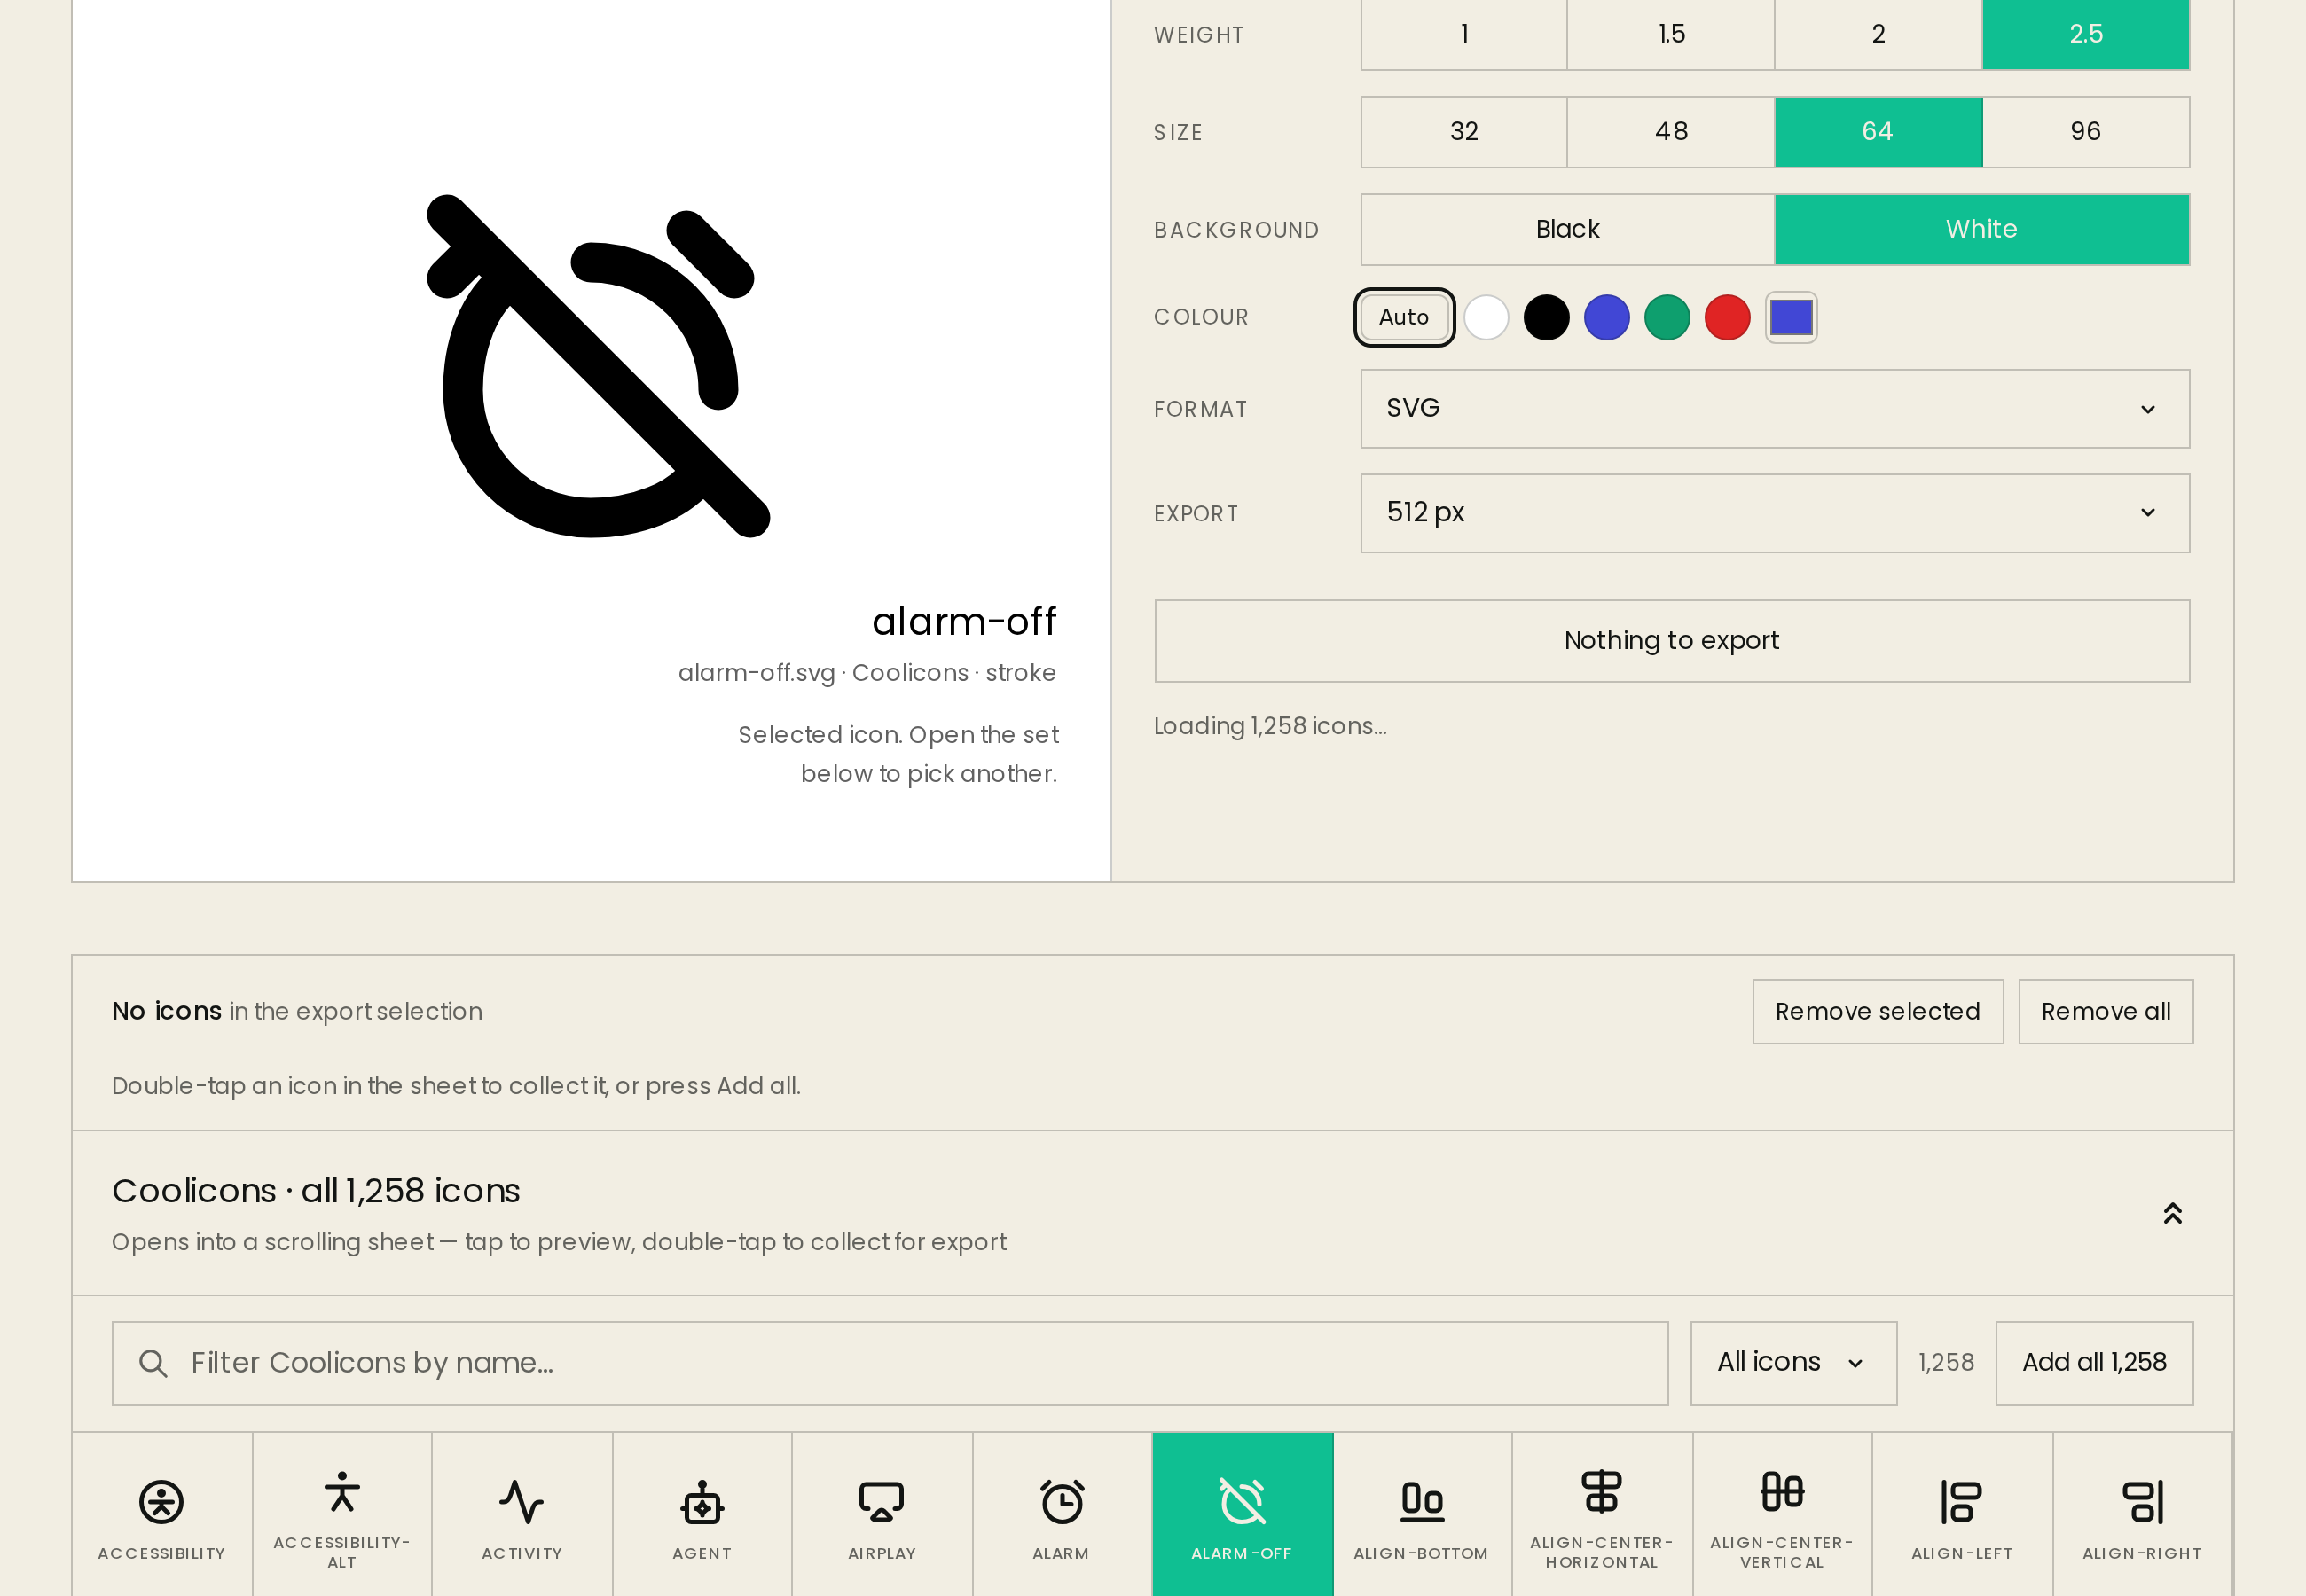 WEIGHT 1 1.5 2 2.5
SIZE 32 48 64 96
BACKGROUND Black White
COLOUR Auto
FORMAT SVG
EXPORT 512 px
Nothing to export
Loading 1,258 icons...
alarm-off
alarm-off.svg · Coolicons · stroke
Selected icon. Open the set
below to pick another.
No icons in the export selection
Remove selected Remove all
Double-tap an icon in the sheet to collect it, or press Add all.
Coolicons · all 1,258 icons
Opens into a scrolling sheet — tap to preview, double-tap to collect for export
Filter Coolicons by name... All icons 1,258 Add all 1,258
ACCESSIBILITY
ACCESSIBILITY-
ALT
ACTIVITY
AGENT
AIRPLAY
ALARM
ALARM-OFF
ALIGN-BOTTOM
ALIGN-CENTER-
HORIZONTAL
ALIGN-CENTER-
VERTICAL
ALIGN-LEFT
ALIGN-RIGHT